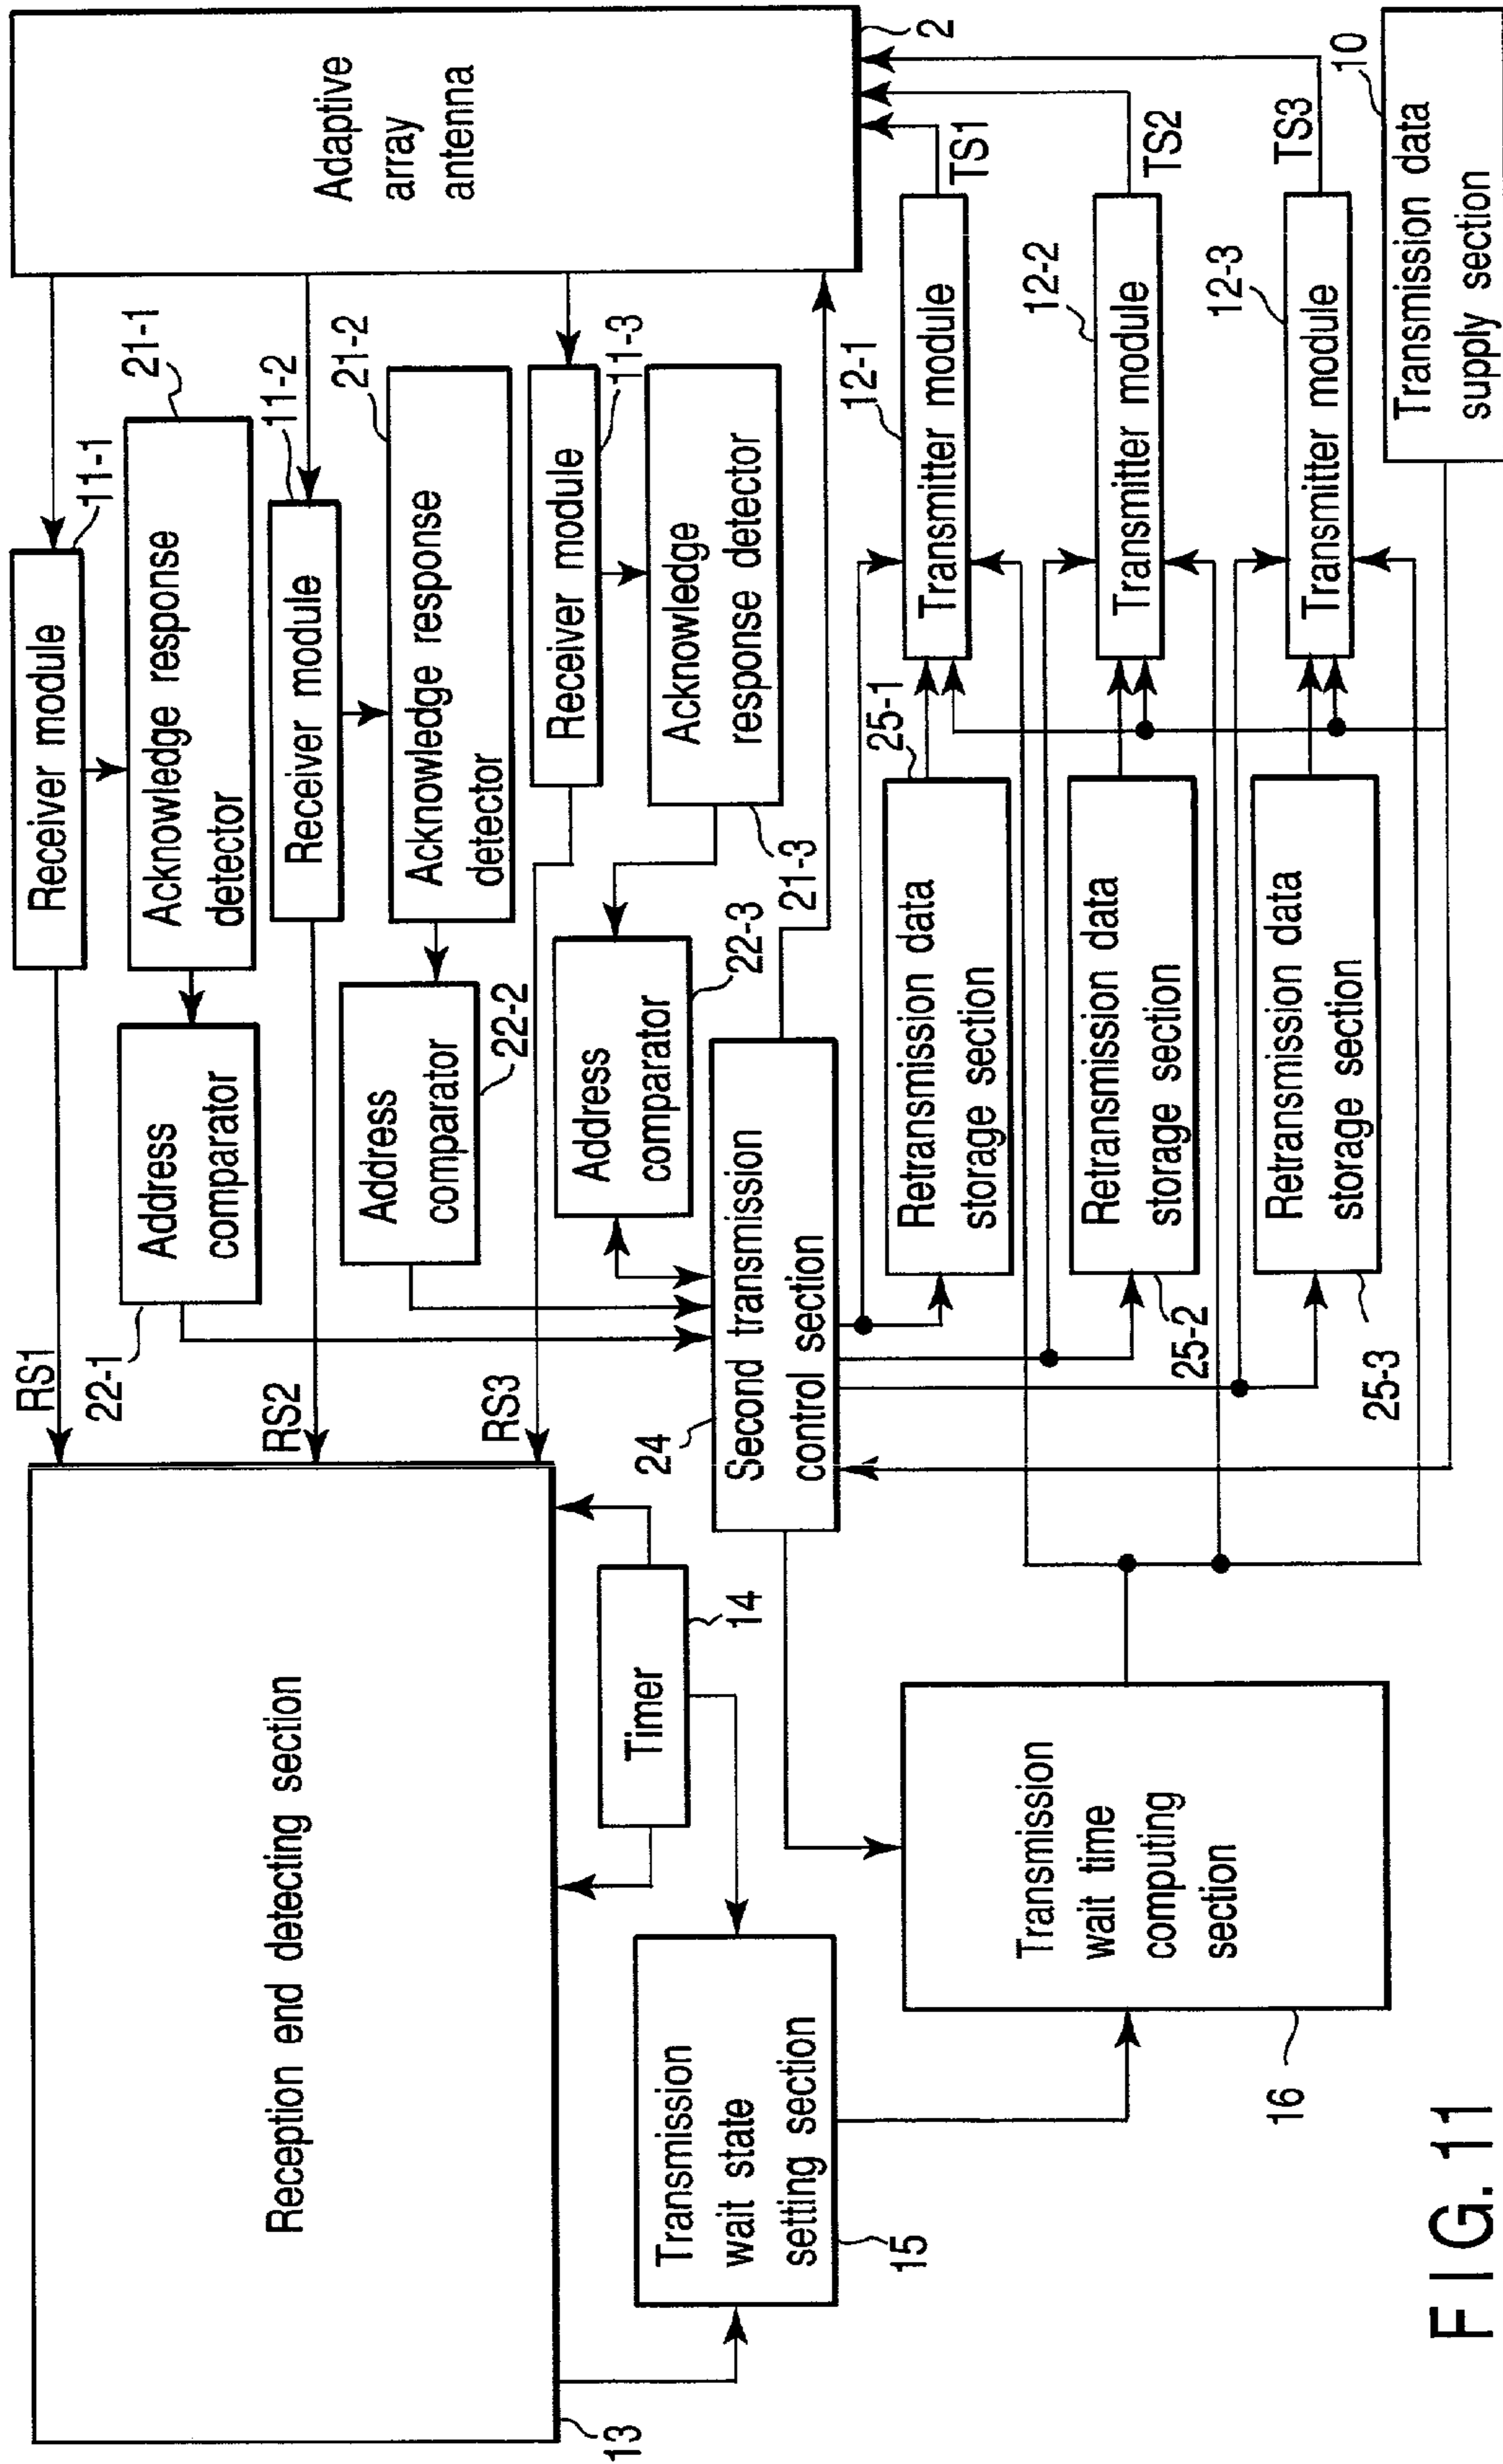 Reception end detecting section
13
RS1
RS2
RS3
Receiver module
11-1
Acknowledge response
detector
21-1
Receiver module
11-2
Acknowledge response
detector
21-2
Receiver module
11-3
Acknowledge
response detector
21-3
Adaptive
array
antenna
2
Address
comparator
22-1
Address
comparator
22-2
Address
comparator
22-3
Timer
14
Transmission
wait state
setting section
15
Second transmission
control section
24
21-3
Transmission
wait time
computing
section
16
Retransmission data
storage section
25-1
Retransmission data
storage section
25-2
Retransmission data
storage section
25-3
Transmitter module
12-1
TS1
Transmitter module
12-2
TS2
Transmitter module
12-3
TS3
Transmission data
supply section
10
FIG. 11